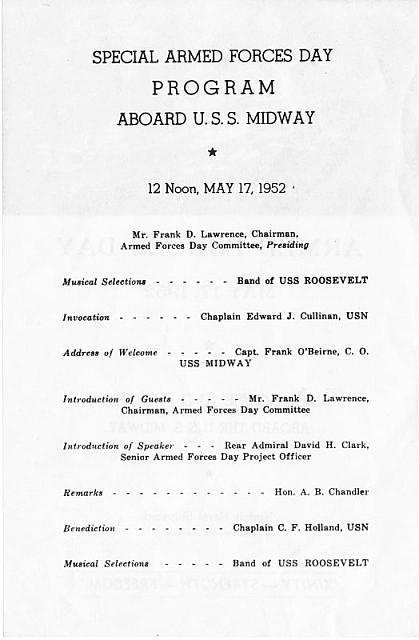 SPECIAL ARMED FORCES DAY
PROGRAM
ABOARD U. S. S. MIDWAY
★
12 Noon, MAY 17, 1952
Mr. Frank D. Lawrence, Chairman,
Armed Forces Day Committee, Presiding
Musical Selections - - - - - - Band of USS ROOSEVELT
Invocation - - - - - - Chaplain Edward J. Cullinan, USN
Address of Welcome - - - - - Capt. Frank O'Beirne, C. O.
USS MIDWAY
Introduction of Guests - - - - - Mr. Frank D. Lawrence,
Chairman, Armed Forces Day Committee
Introduction of Speaker - - - Rear Admiral David H. Clark,
Senior Armed Forces Day Project Officer
Remarks - - - - - - - - - - - - Hon. A. B. Chandler
Benediction - - - - - - - - Chaplain C. F. Holland, USN
Musical Selections - - - - - Band of USS ROOSEVELT